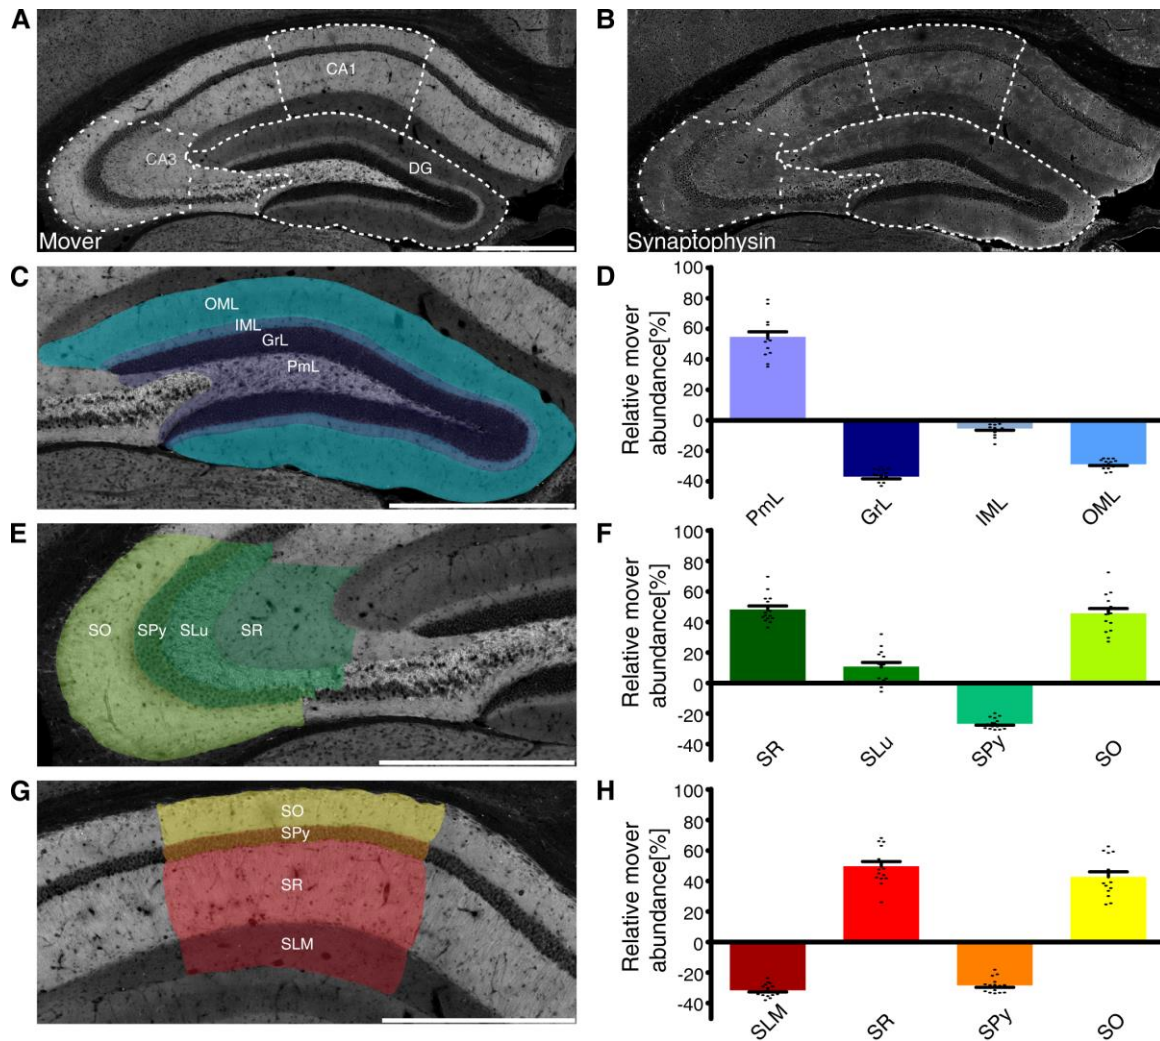 A
CA1
CA3
DG
Mover
B
Synaptophysin
C
OML
IML
GrL
PmL
D
Relative mover
abundance[%]
100
80
60
40
20
0
-20
-40
PmL
GrL
IML
OML
E
SO
SPy
SLu
SR
F
Relative mover
abundance[%]
100
80
60
40
20
0
-20
-40
SR
SLu
SPy
SO
G
SO
SPy
SR
SLM
H
Relative mover
abundance[%]
100
80
60
40
20
0
-20
-40
SLM
SR
SPy
SO